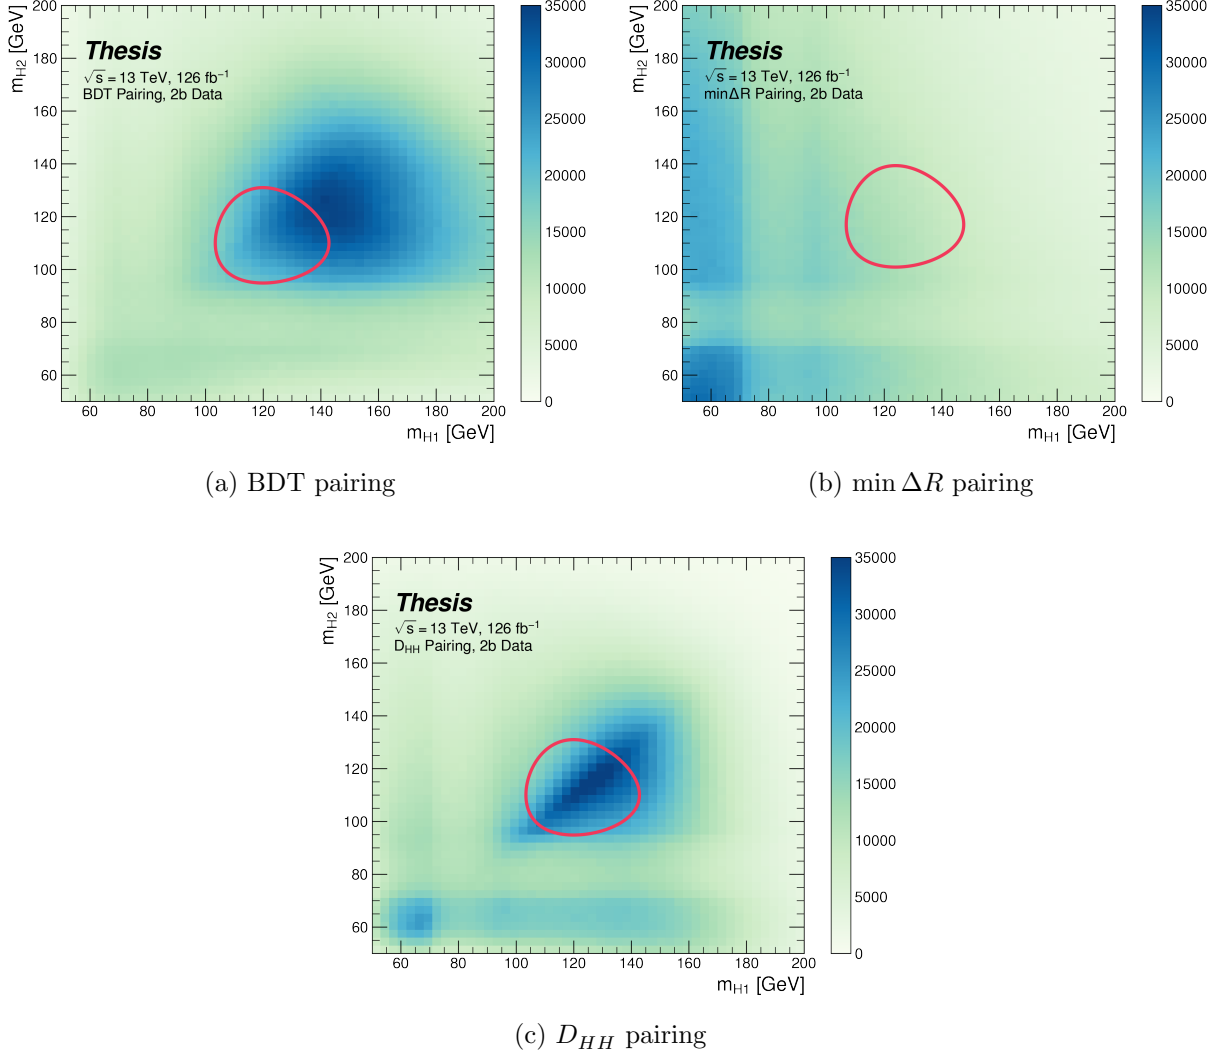 Thesis
√s = 13 TeV, 126 fb⁻¹
BDT Pairing, 2b Data
m_H2 [GeV]
200
180
160
140
120
100
80
60
60 80 100 120 140 160 180 200
m_H1 [GeV]
35000
30000
25000
20000
15000
10000
5000
0
(a) BDT pairing
Thesis
√s = 13 TeV, 126 fb⁻¹
minΔR Pairing, 2b Data
m_H2 [GeV]
200
180
160
140
120
100
80
60
60 80 100 120 140 160 180 200
m_H1 [GeV]
35000
30000
25000
20000
15000
10000
5000
0
(b) min ΔR pairing
Thesis
√s = 13 TeV, 126 fb⁻¹
D_HH Pairing, 2b Data
m_H2 [GeV]
200
180
160
140
120
100
80
60
60 80 100 120 140 160 180 200
m_H1 [GeV]
35000
30000
25000
20000
15000
10000
5000
0
(c) D_HH pairing